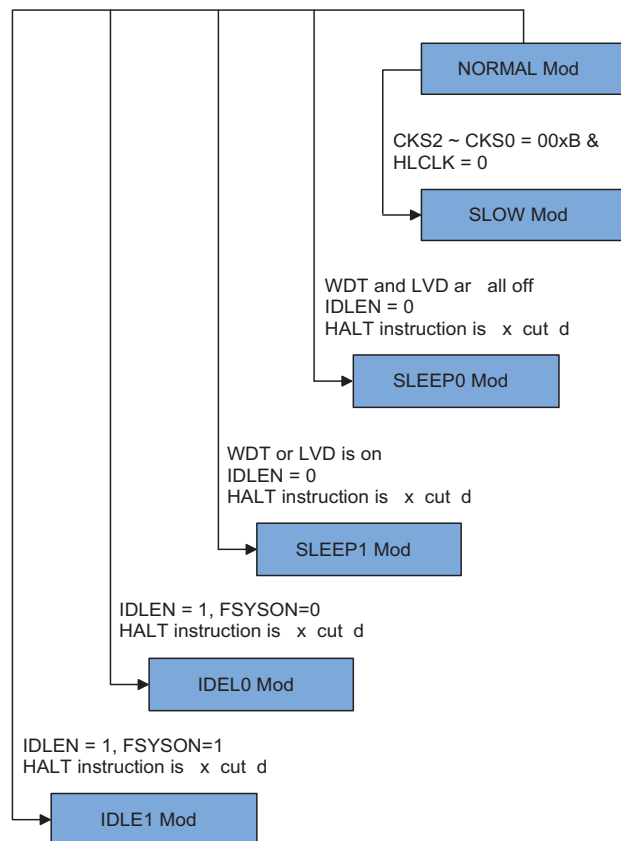 NORMAL Mod
CKS2 ~ CKS0 = 00xB &
HLCLK = 0
SLOW Mod
WDT and LVD ar all off
IDLEN = 0
HALT instruction is x cut d
SLEEP0 Mod
WDT or LVD is on
IDLEN = 0
HALT instruction is x cut d
SLEEP1 Mod
IDLEN = 1, FSYSON=0
HALT instruction is x cut d
IDEL0 Mod
IDLEN = 1, FSYSON=1
HALT instruction is x cut d
IDLE1 Mod